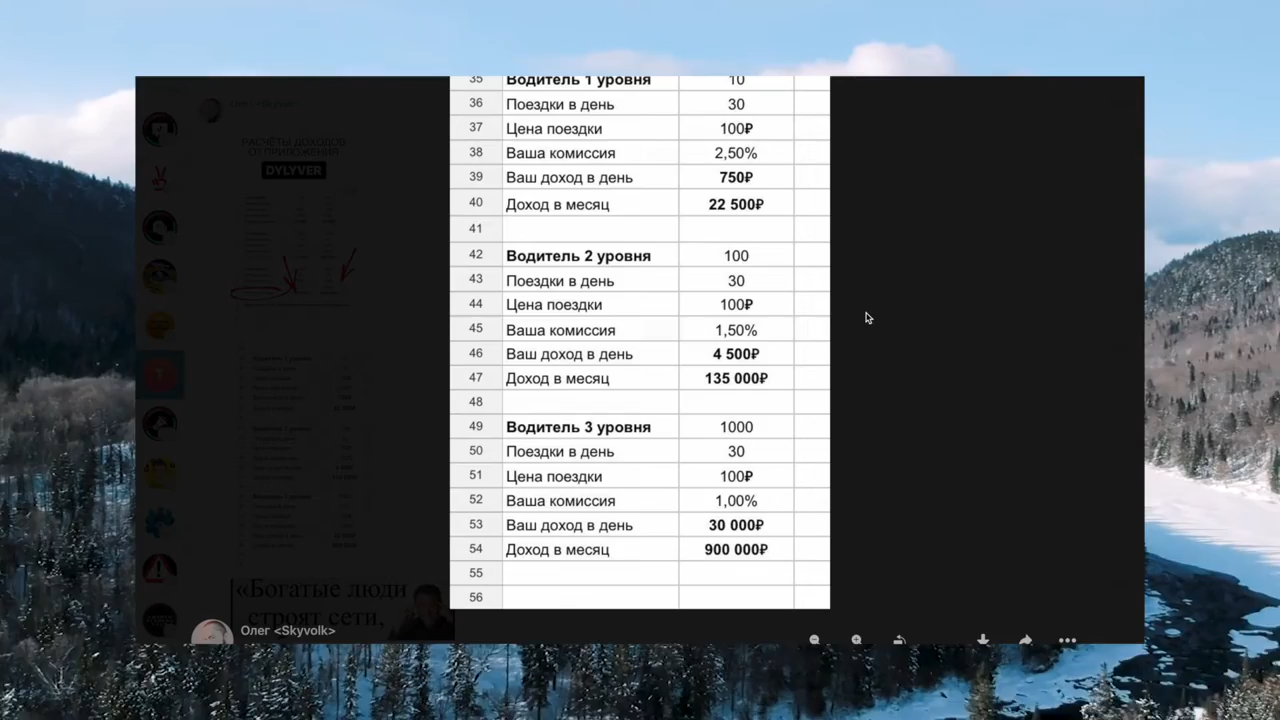 РАСЧЁТЫ ДОХОДОВ
ОТ ПРИЛОЖЕНИЯ
DYLYVER
35 Водитель 1 уровня 10
36 Поездки в день 30
37 Цена поездки 100₽
38 Ваша комиссия 2,50%
39 Ваш доход в день 750₽
40 Доход в месяц 22 500₽
41
42 Водитель 2 уровня 100
43 Поездки в день 30
44 Цена поездки 100₽
45 Ваша комиссия 1,50%
46 Ваш доход в день 4 500₽
47 Доход в месяц 135 000₽
48
49 Водитель 3 уровня 1000
50 Поездки в день 30
51 Цена поездки 100₽
52 Ваша комиссия 1,00%
53 Ваш доход в день 30 000₽
54 Доход в месяц 900 000₽
55
56
«Богатые люди
строят сети,
Олег <Skyvolk>